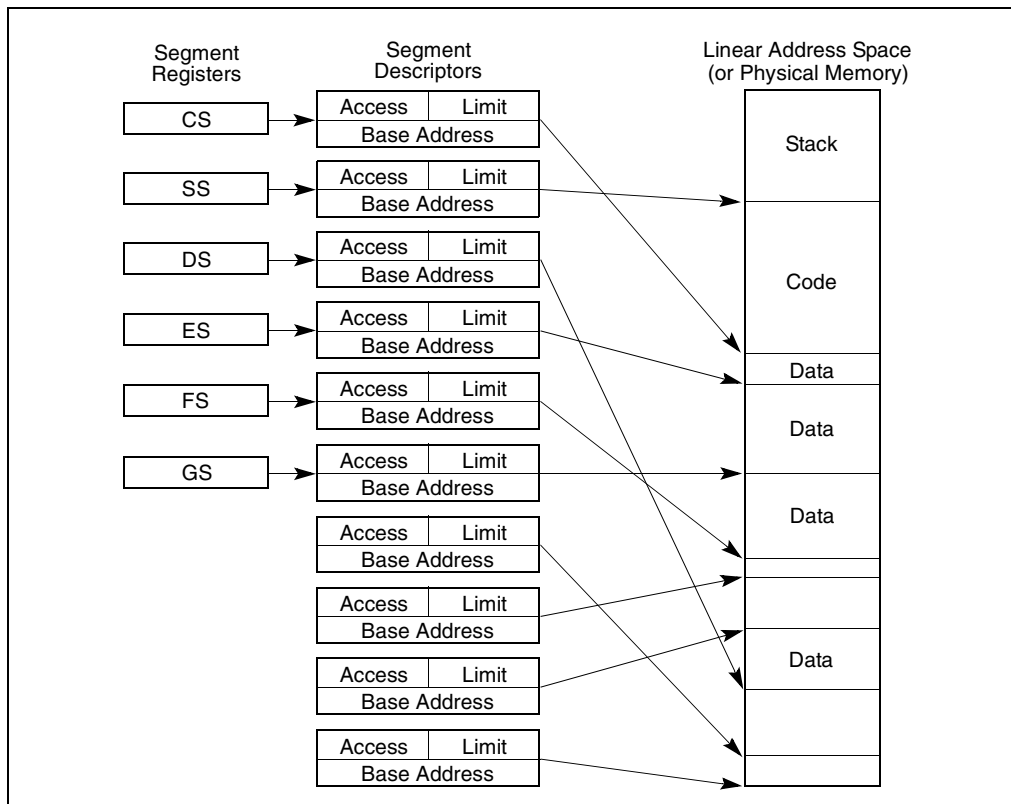 Segment
Registers
Segment
Descriptors
Linear Address Space
(or Physical Memory)
CS
Access Limit
Base Address
Stack
SS
Access Limit
Base Address
DS
Access Limit
Base Address
Code
ES
Access Limit
Base Address
Data
FS
Access Limit
Base Address
Data
GS
Access Limit
Base Address
Data
Access Limit
Base Address
Access Limit
Base Address
Access Limit
Base Address
Data
Access Limit
Base Address